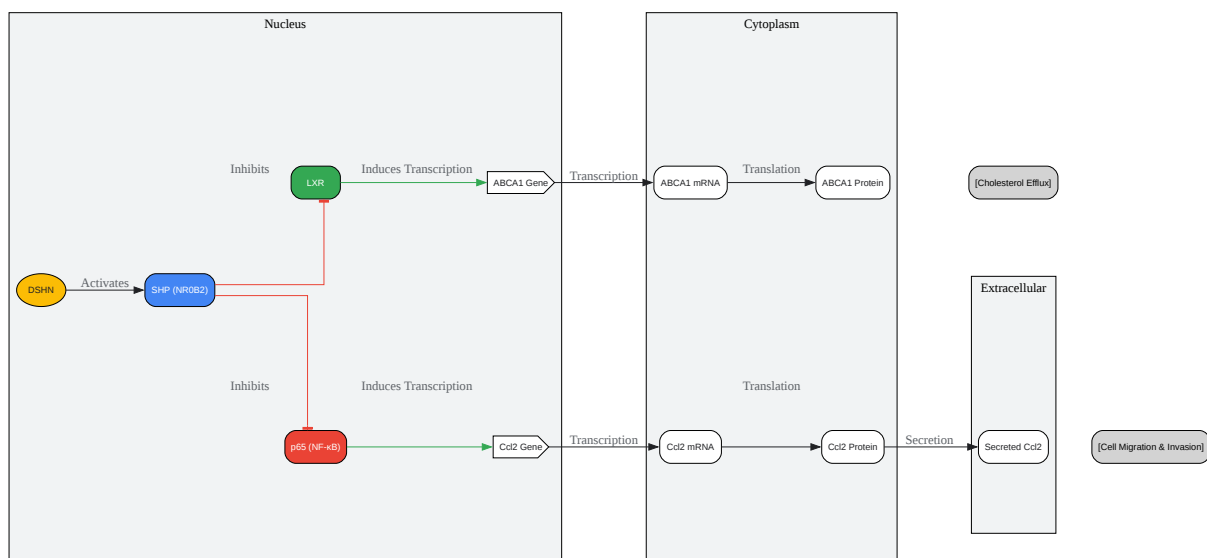 Nucleus
Cytoplasm
Inhibits
LXR
Induces Transcription
ABCA1 Gene
Transcription
ABCA1 mRNA
Translation
ABCA1 Protein
[Cholesterol Efflux]
DSHN
Activates
SHP (NR0B2)
Extracellular
Inhibits
p65 (NF-κB)
Induces Transcription
Ccl2 Gene
Transcription
Ccl2 mRNA
Translation
Ccl2 Protein
Secretion
Secreted Ccl2
[Cell Migration & Invasion]